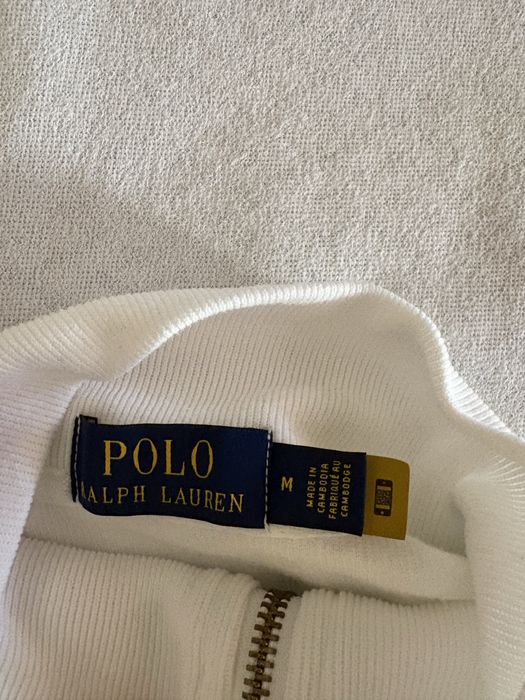 POLO
RALPH LAUREN
M
MADE IN
CAMBODIA
FABRIQUÉ AU
CAMBODGE